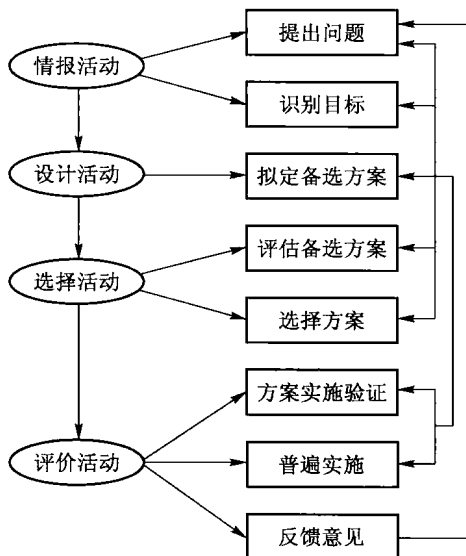 提出问题
情报活动
识别目标
设计活动
拟定备选方案
评估备选方案
选择活动
选择方案
方案实施验证
评价活动
普遍实施
反馈意见